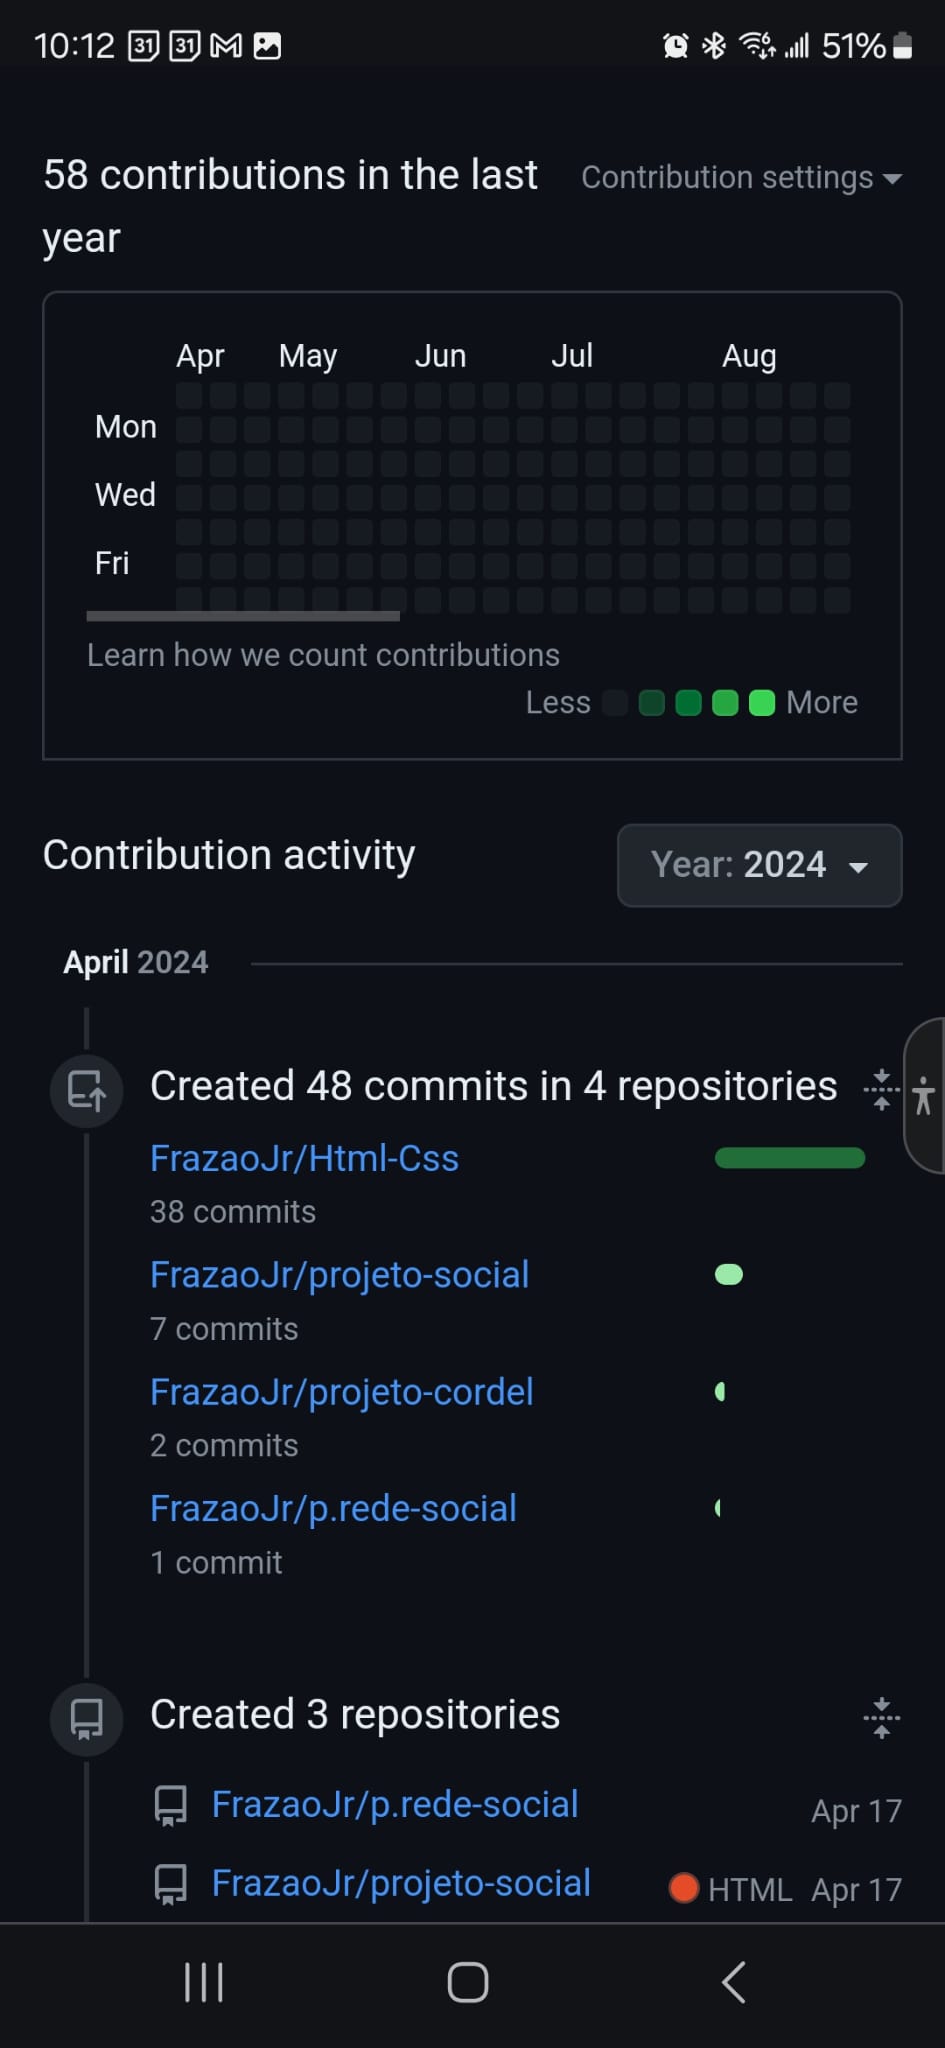 10:12 31 31 6 51%
58 contributions in the last
year
Contribution settings
Apr May Jun Jul Aug
Mon
Wed
Fri
Learn how we count contributions
Less More
Contribution activity
Year: 2024
April 2024
Created 48 commits in 4 repositories
FrazaoJr/Html-Css
38 commits
FrazaoJr/projeto-social
7 commits
FrazaoJr/projeto-cordel
2 commits
FrazaoJr/p.rede-social
1 commit
Created 3 repositories
FrazaoJr/p.rede-social Apr 17
FrazaoJr/projeto-social HTML Apr 17